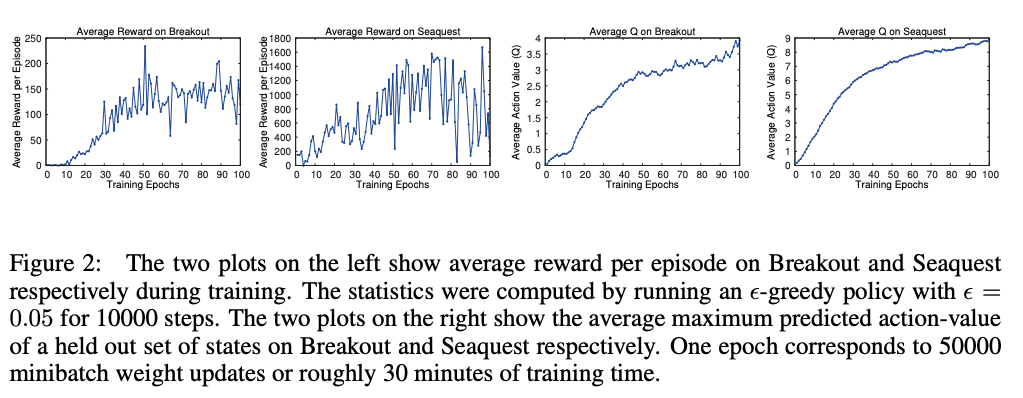 Average Reward on Breakout
Average Reward per Episode
250
200
150
100
50
0
0 10 20 30 40 50 60 70 80 90 100
Training Epochs
Average Reward on Seaquest
Average Reward per Episode
1800
1600
1400
1200
1000
800
600
400
200
0
0 10 20 30 40 50 60 70 80 90 100
Training Epochs
Average Q on Breakout
Average Action Value (Q)
4
3.5
3
2.5
2
1.5
1
0.5
0
0 10 20 30 40 50 60 70 80 90 100
Training Epochs
Average Q on Seaquest
Average Action Value (Q)
9
8
7
6
5
4
3
2
1
0
0 10 20 30 40 50 60 70 80 90 100
Training Epochs
Figure 2: The two plots on the left show average reward per episode on Breakout and Seaquest
respectively during training. The statistics were computed by running an ϵ-greedy policy with ϵ =
0.05 for 10000 steps. The two plots on the right show the average maximum predicted action-value
of a held out set of states on Breakout and Seaquest respectively. One epoch corresponds to 50000
minibatch weight updates or roughly 30 minutes of training time.